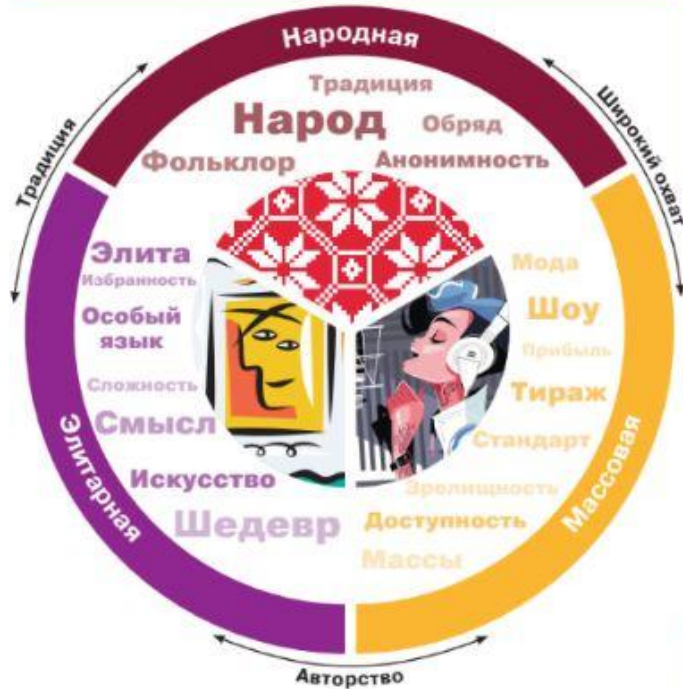 Народная
Традиция
Широкий охват
Традиция
Народ
Обряд
Фольклор
Анонимность
Элита
Избранность
Особый
язык
Сложность
Смысл
Искусство
Шедевр
Элитарная
Мода
Шоу
Прибыль
Тираж
Стандарт
Зрелищность
Доступность
Массы
Массовая
Авторство